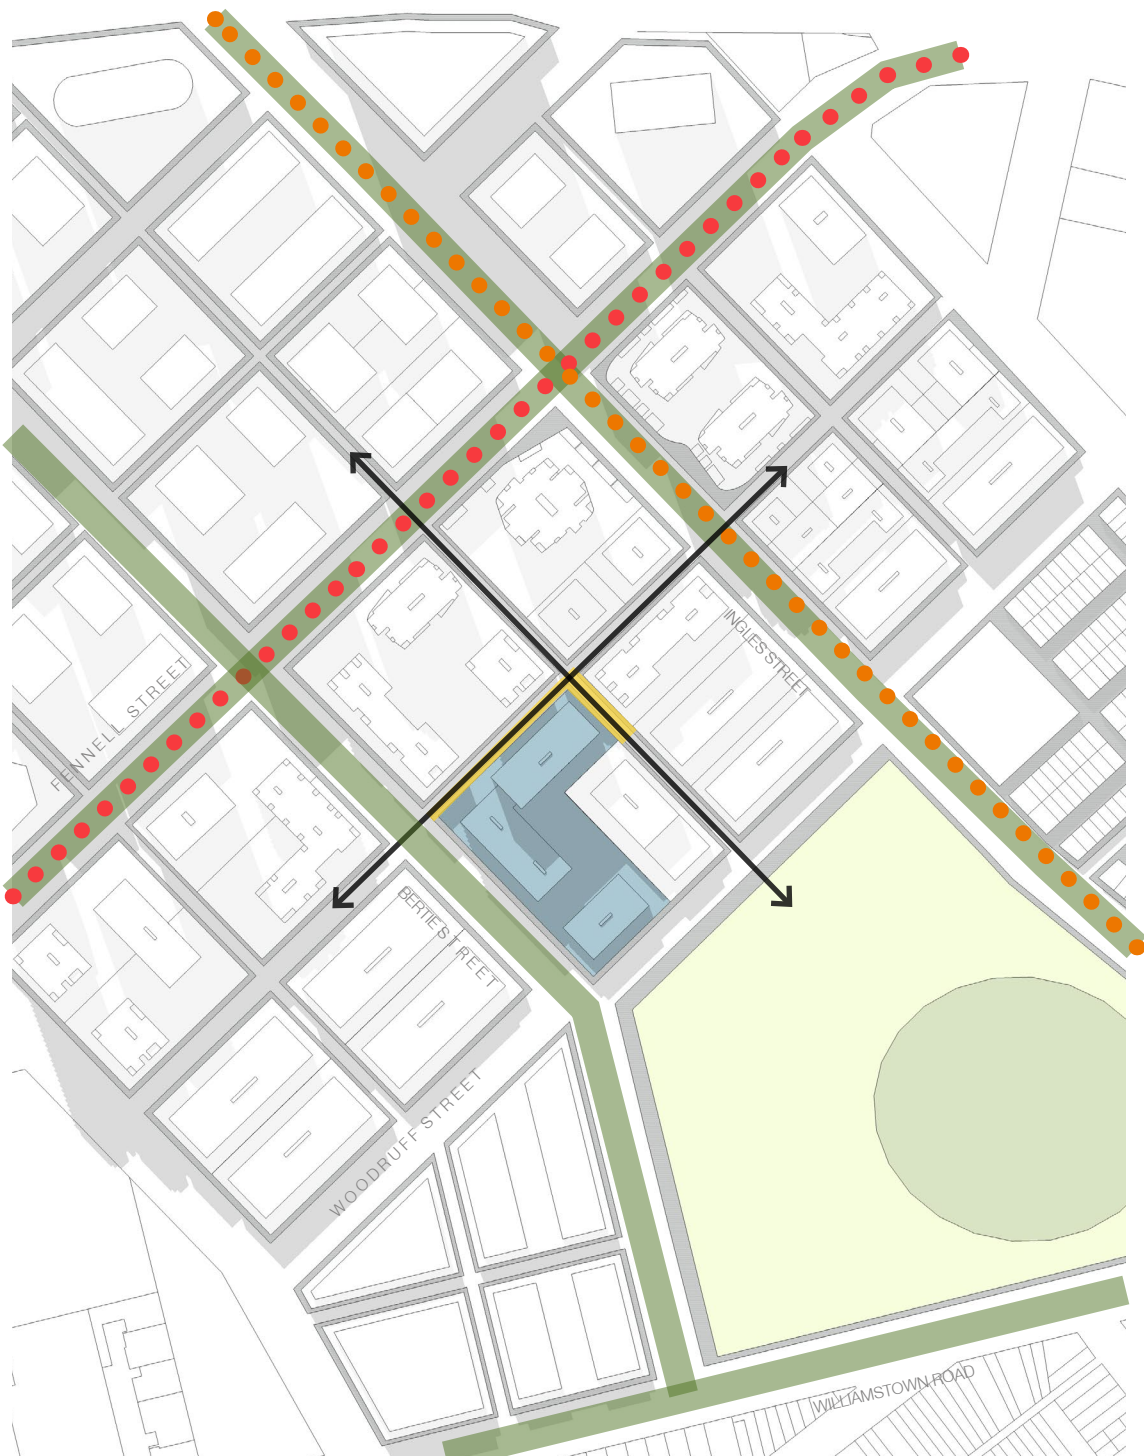 INGLES STREET
FENNELL STREET
BERTIE STREET
WOODRUFF STREET
WILLIAMSTOWN ROAD